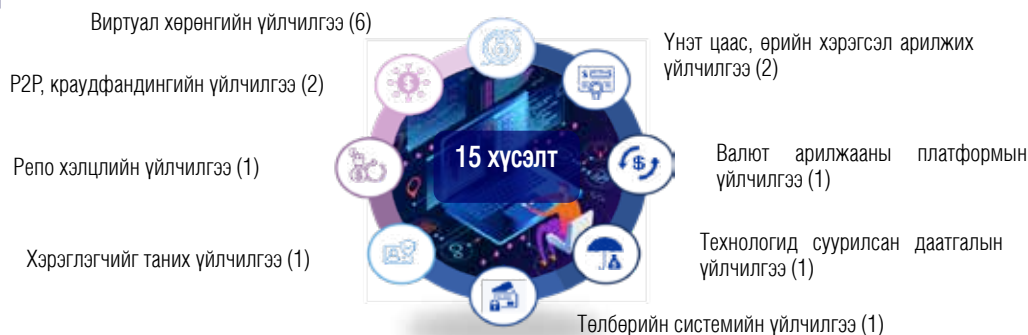 Виртуал хөрөнгийн үйлчилгээ (6)
P2P, краудфандингийн үйлчилгээ (2)
Репо хэлцлийн үйлчилгээ (1)
Хэрэглэгчийг таних үйлчилгээ (1)
15 хүсэлт
Үнэт цаас, өрийн хэрэгсэл арилжих
үйлчилгээ (2)
Валют арилжааны платформын
үйлчилгээ (1)
Технологид суурилсан даатгалын
үйлчилгээ (1)
Төлбөрийн системийн үйлчилгээ (1)